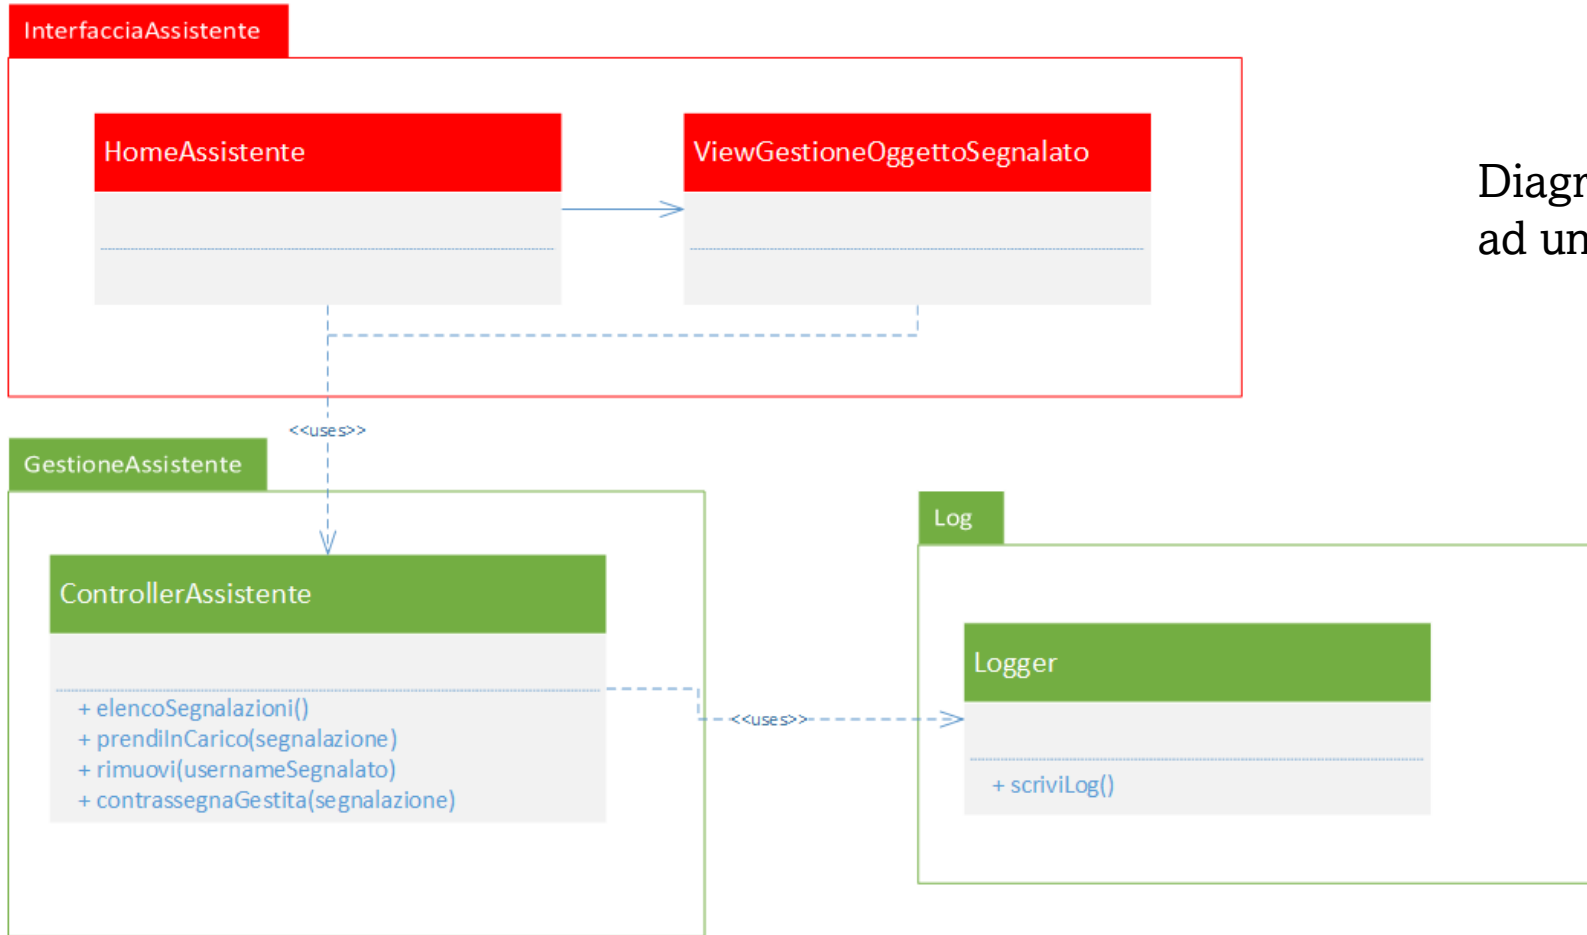 InterfacciaAssistente
HomeAssistente
ViewGestioneOggettoSegnalato
<<uses>>
GestioneAssistente
ControllerAssistente
+ elencoSegnalazioni()
+ prendiInCarico(segnalazione)
+ rimuovi(usernameSegnalato)
+ contrassegnaGestita(segnalazione)
<<uses>>
Log
Logger
+ scriviLog()
ad un